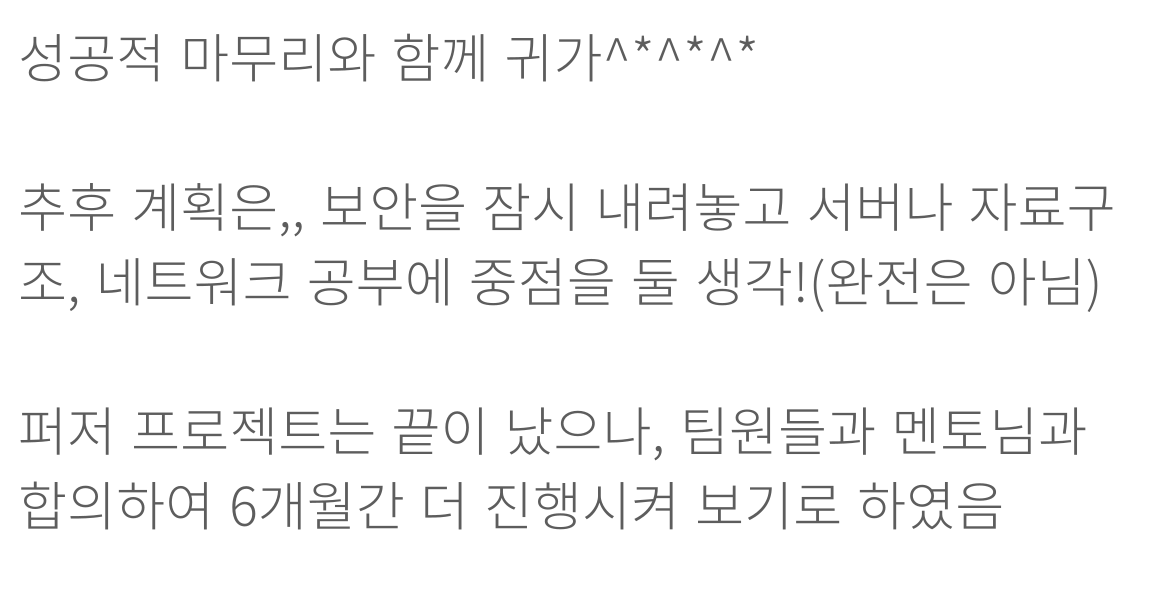 성공적 마무리와 함께 귀가^*^*^*
추후 계획은,, 보안을 잠시 내려놓고 서버나 자료구
조, 네트워크 공부에 중점을 둘 생각!(완전은 아님)
퍼저 프로젝트는 끝이 났으나, 팀원들과 멘토님과
합의하여 6개월간 더 진행시켜 보기로 하였음